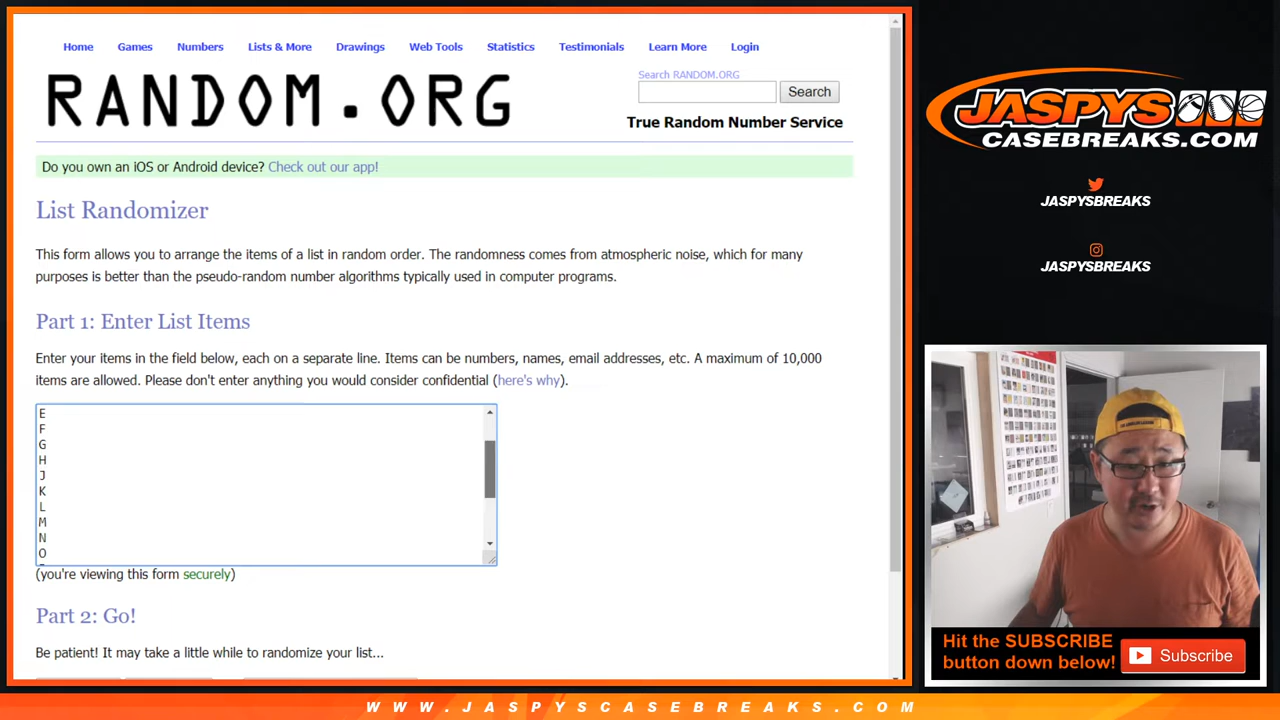 Home Games Numbers Lists & More Drawings Web Tools Statistics Testimonials Learn More Login
RANDOM.ORG
Search RANDOM.ORG
Search
True Random Number Service
Do you own an iOS or Android device? Check out our app!
List Randomizer
This form allows you to arrange the items of a list in random order. The randomness comes from atmospheric noise, which for many
purposes is better than the pseudo-random number algorithms typically used in computer programs.
Part 1: Enter List Items
Enter your items in the field below, each on a separate line. Items can be numbers, names, email addresses, etc. A maximum of 10,000
items are allowed. Please don't enter anything you would consider confidential (here's why).
E
F
G
H
J
K
L
M
N
O
(you're viewing this form securely)
Part 2: Go!
Be patient! It may take a little while to randomize your list...
JASPYS
CASEBREAKS.COM
JASPYSBREAKS
JASPYSBREAKS
Hit the SUBSCRIBE
button down below!
Subscribe
WWW.JASPYSCASEBREAKS.COM